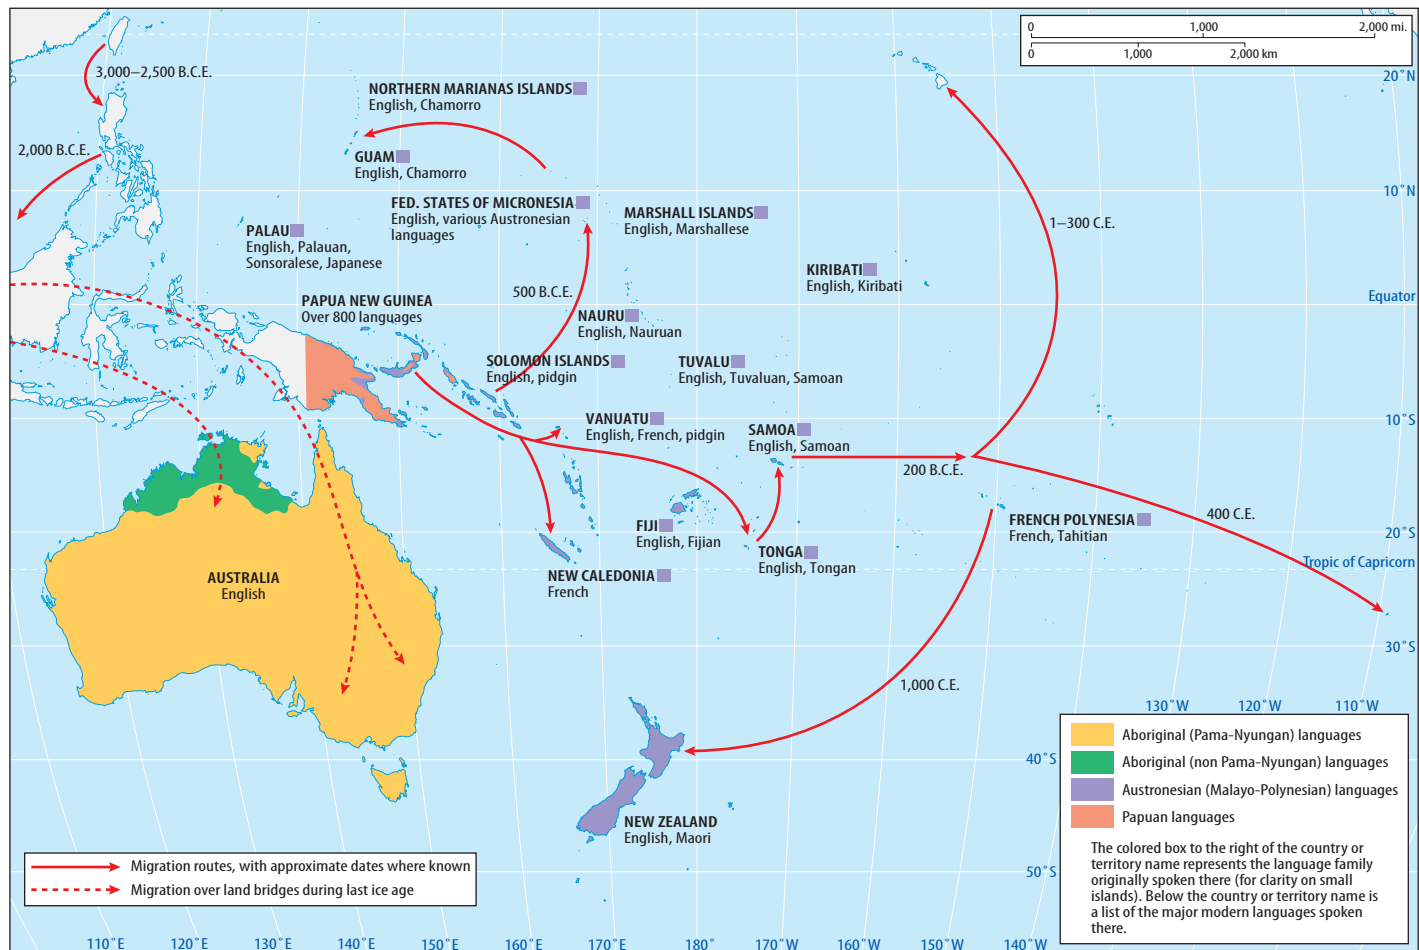 0 1,000 2,000 mi.
0 1,000 2,000 km
3,000–2,500 B.C.E.
20°N
NORTHERN MARIANAS ISLANDS
English, Chamorro
2,000 B.C.E.
GUAM
English, Chamorro
10°N
FED. STATES OF MICRONESIA
English, various Austronesian
languages
MARSHALL ISLANDS
English, Marshallese
1–300 C.E.
PALAU
English, Palauan,
Sonsoralese, Japanese
KIRIBATI
English, Kiribati
500 B.C.E.
Equator
PAPUA NEW GUINEA
Over 800 languages
NAURU
English, Nauruan
SOLOMON ISLANDS
English, pidgin
TUVALU
English, Tuvaluan, Samoan
VANUATU
English, French, pidgin
10°S
SAMOA
English, Samoan
200 B.C.E.
FRENCH POLYNESIA
French, Tahitian
400 C.E.
FIJI
English, Fijian
20°S
TONGA
English, Tongan
Tropic of Capricorn
AUSTRALIA
English
NEW CALEDONIA
French
30°S
1,000 C.E.
130°W 120°W 110°W
40°S
NEW ZEALAND
English, Maori
50°S
Aboriginal (Pama-Nyungan) languages
Aboriginal (non Pama-Nyungan) languages
Austronesian (Malayo-Polynesian) languages
Papuan languages
The colored box to the right of the country or
territory name represents the language family
originally spoken there (for clarity on small
islands). Below the country or territory name is
a list of the major modern languages spoken
there.
Migration routes, with approximate dates where known
Migration over land bridges during last ice age
110°E 120°E 130°E 140°E 150°E 160°E 170°E 180° 170°W 160°W 150°W 140°W